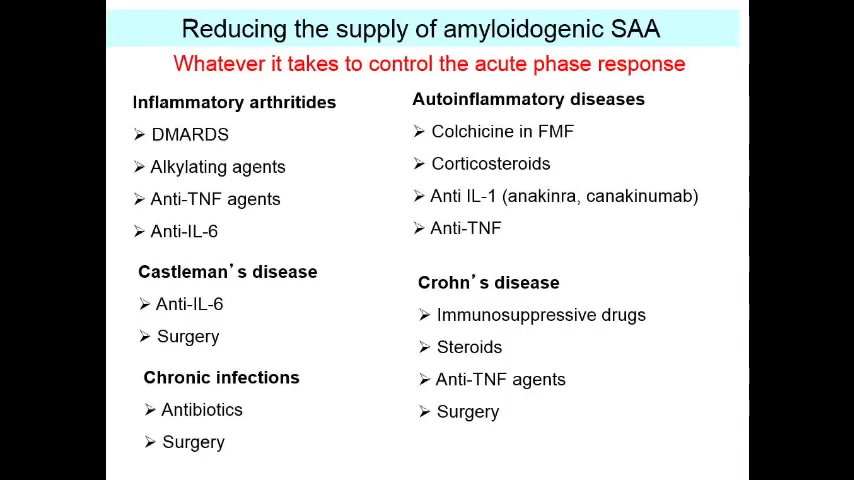 Reducing the supply of amyloidogenic SAA
Whatever it takes to control the acute phase response
Inflammatory arthritides
➢ DMARDS
➢ Alkylating agents
➢ Anti-TNF agents
➢ Anti-IL-6
Castleman’s disease
➢ Anti-IL-6
➢ Surgery
Chronic infections
➢ Antibiotics
➢ Surgery
Autoinflammatory diseases
➢ Colchicine in FMF
➢ Corticosteroids
➢ Anti IL-1 (anakinra, canakinumab)
➢ Anti-TNF
Crohn’s disease
➢ Immunosuppressive drugs
➢ Steroids
➢ Anti-TNF agents
➢ Surgery